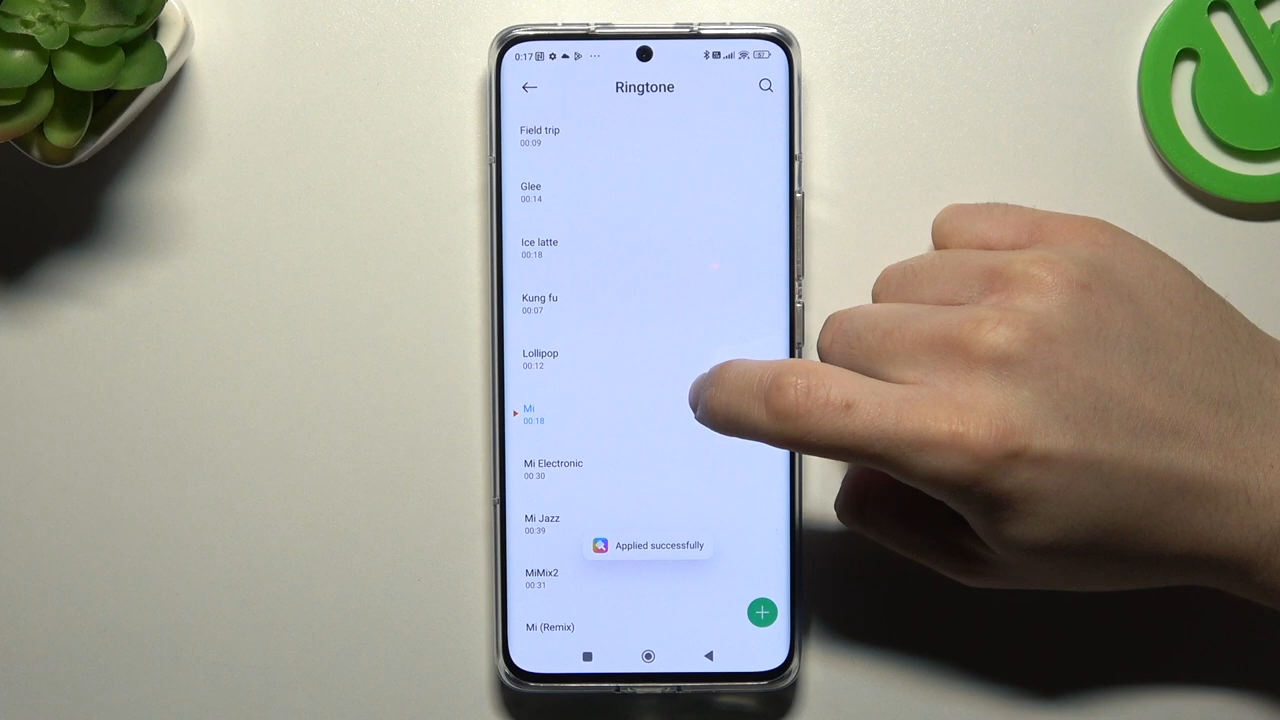 0:17
57
Ringtone
Field trip
00:09
Glee
00:14
Ice latte
00:18
Kung fu
00:07
Lollipop
00:12
Mi
00:18
Mi Electronic
00:30
Mi Jazz
00:39
Applied successfully
MiMix2
00:31
Mi (Remix)